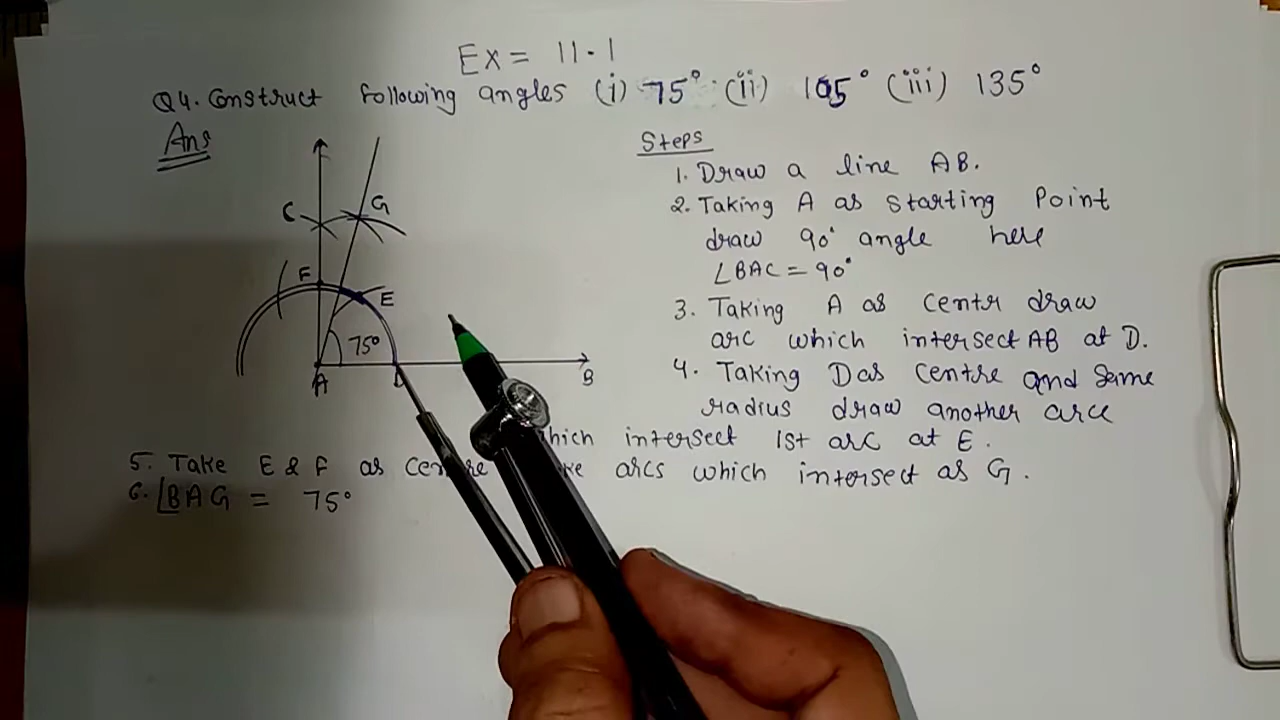 Ex = 11.1
Q4. Construct following angles (i) 75° (ii) 105° (iii) 135°
Ans
C
G
F
E
75°
A
B
Steps
1. Draw a line AB.
2. Taking A as starting Point
draw 90° angle here
∠BAC = 90°
3. Taking A as Centr draw
arc which intersect AB at D.
4. Taking D as Centre and Same
radius draw another arce
which intersect 1st arc at E.
5. Take E & F as arcs which intersect as G.
6. ∠BAG = 75°